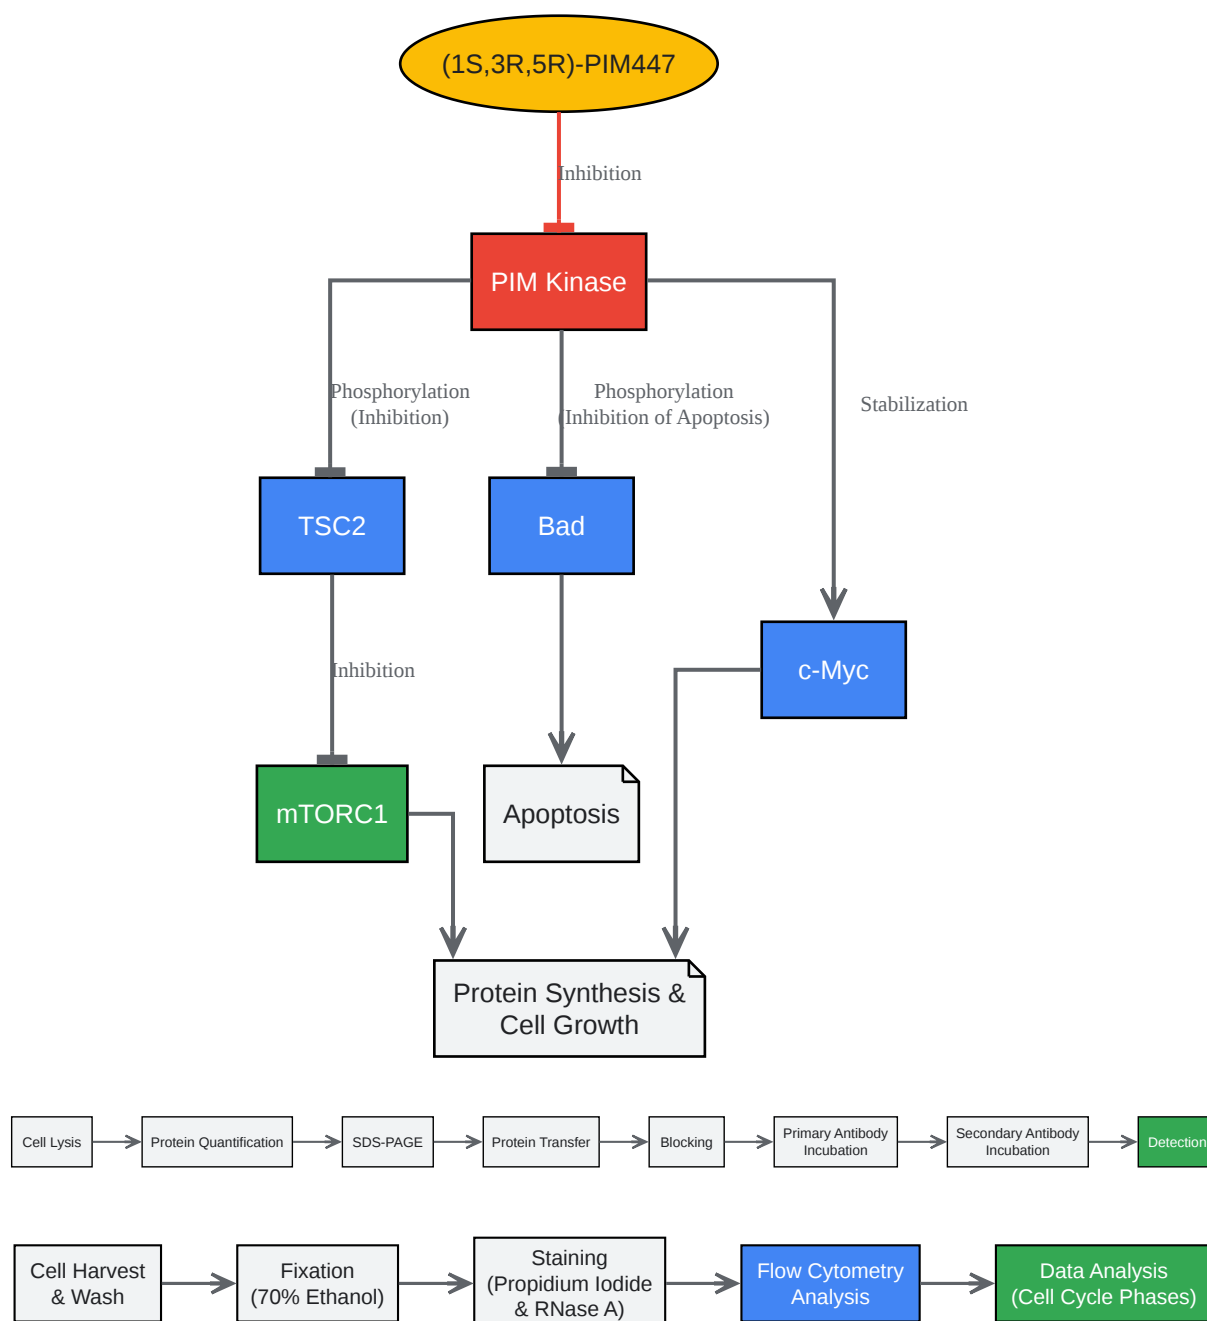 (1S,3R,5R)-PIM447
Inhibition
PIM Kinase
Phosphorylation
(Inhibition)
Phosphorylation
(Inhibition of Apoptosis)
Stabilization
TSC2
Bad
Inhibition
c-Myc
mTORC1
Apoptosis
Protein Synthesis &
Cell Growth
Cell Lysis
Protein Quantification
SDS-PAGE
Protein Transfer
Blocking
Primary Antibody
Incubation
Secondary Antibody
Incubation
Detection
Cell Harvest
& Wash
Fixation
(70% Ethanol)
Staining
(Propidium Iodide
& RNase A)
Flow Cytometry
Analysis
Data Analysis
(Cell Cycle Phases)